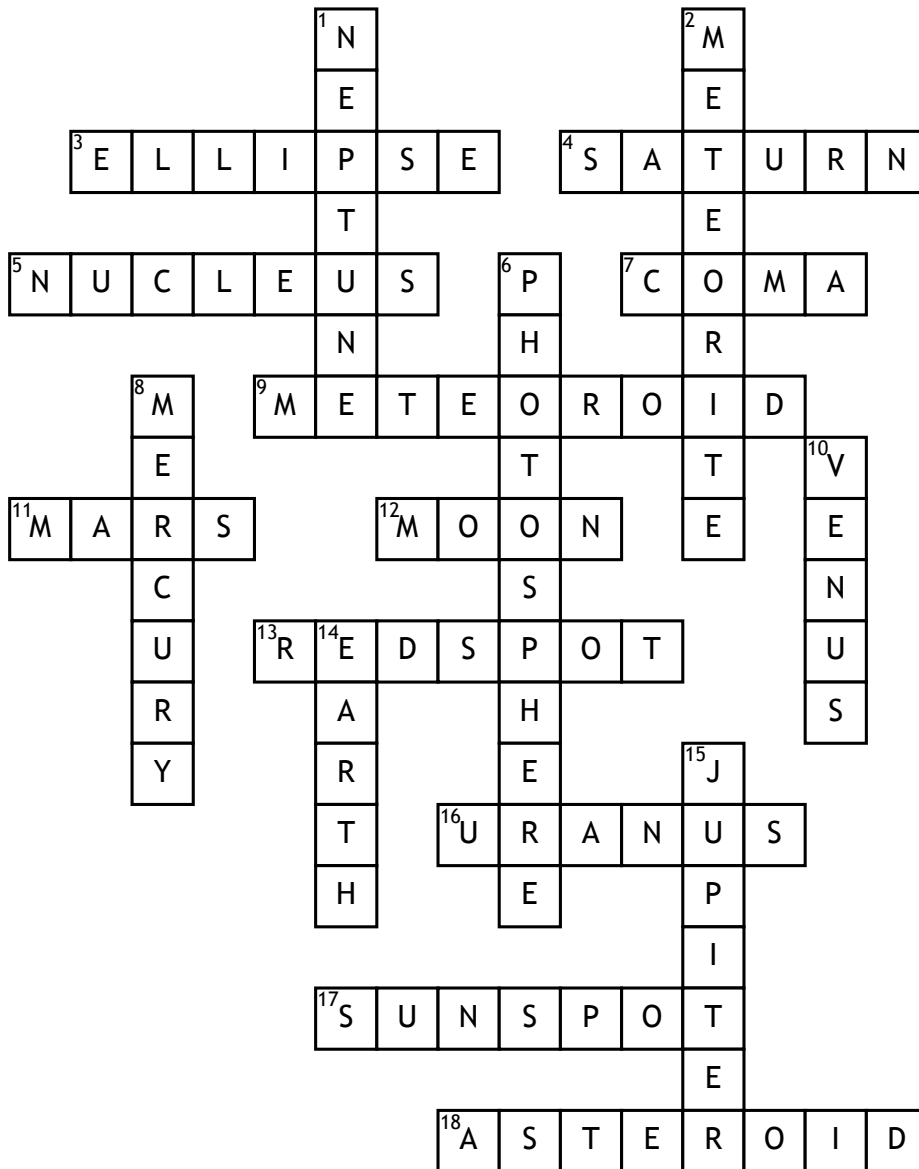 1 N 2 M
E E
3 E L L I P S E 4 S A T U R N
T E
5 N U C L E U S 6 P 7 C O M A
N H R
8 M 9 M E T E O R O I D
E T T 10 V
11 M A R S 12 M O O N E E
C S N
U 13 R 14 E D S P O T U
R A H S
Y R E 15 J
T 16 U R A N U S
H E P
I
17 S U N S P O T
E
18 A S T E R O I D